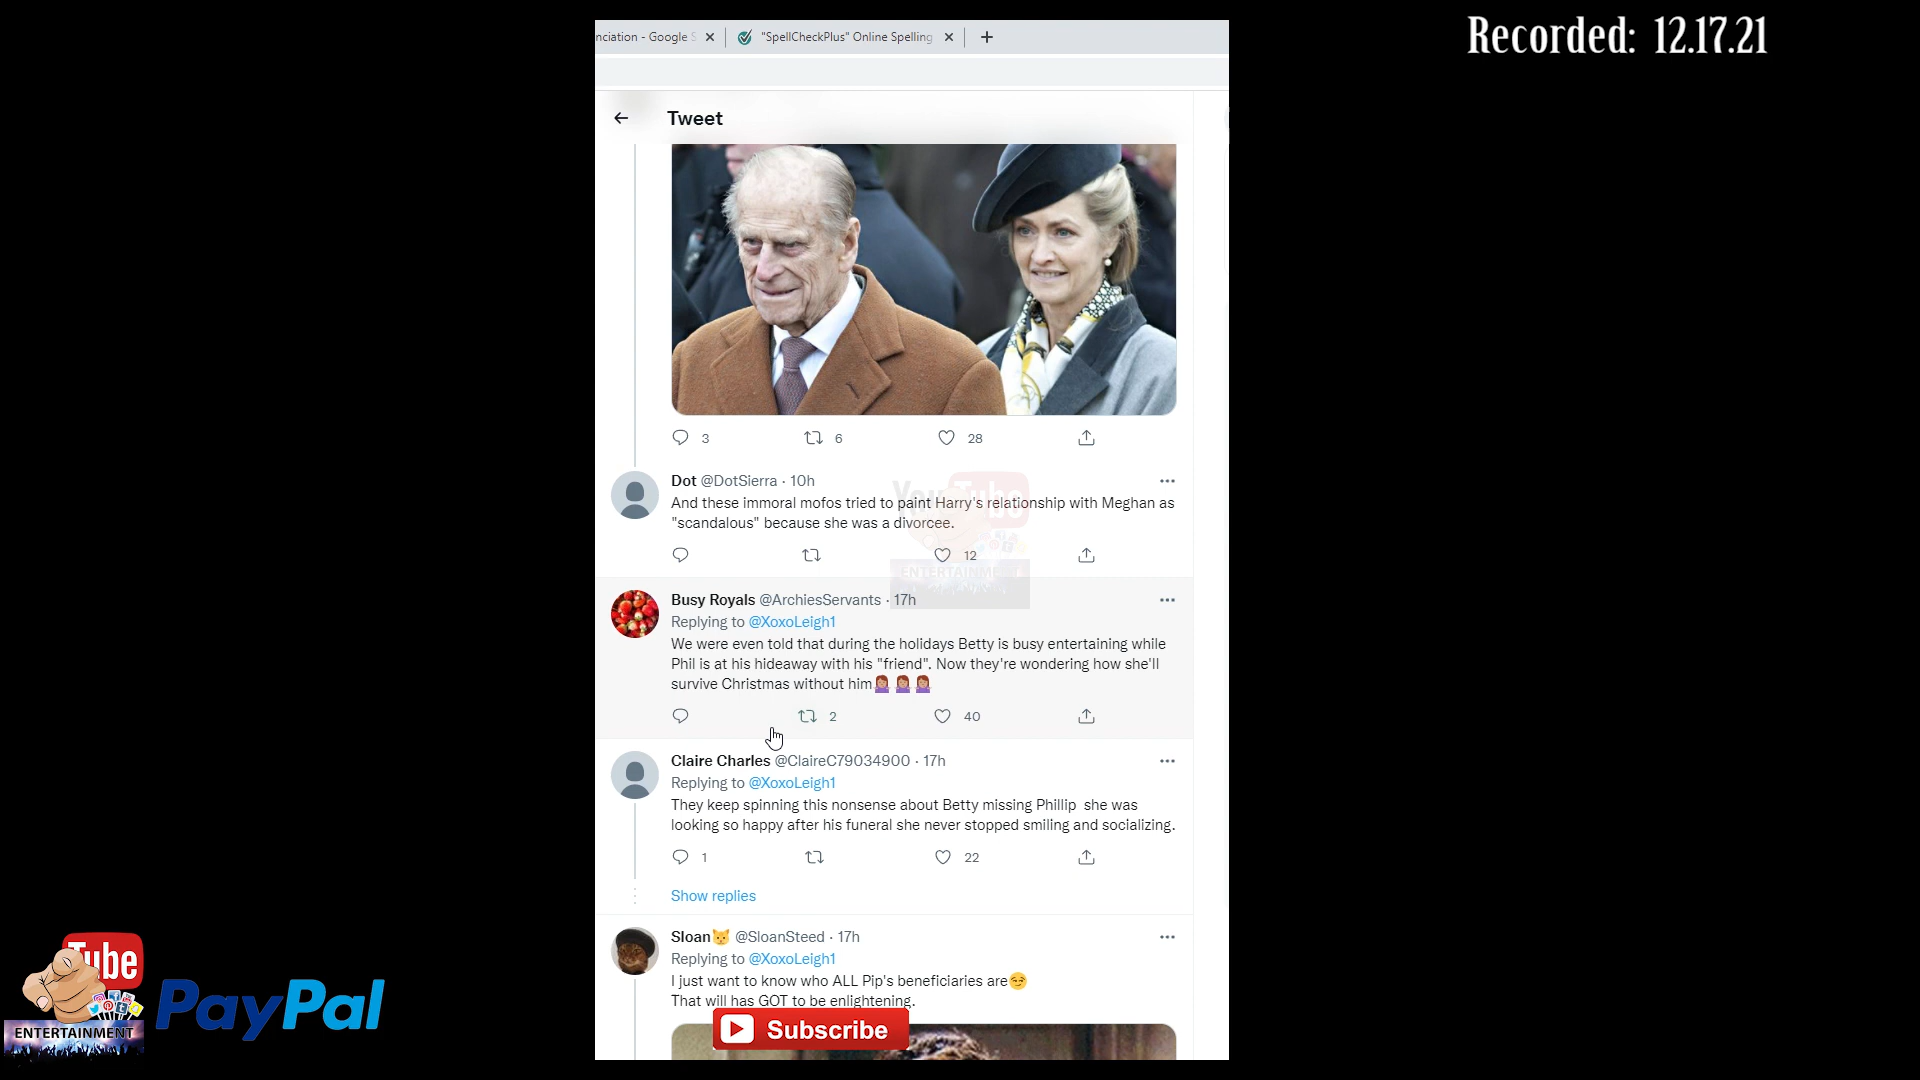 Recorded: 12.17.21
nciation - Google S
"SpellCheckPlus" Online Spelling
Tweet
3 6 28
Dot @DotSierra · 10h
And these immoral mofos tried to paint Harry's relationship with Meghan as
"scandalous" because she was a divorcee.
12
YouTube
ENTERTAINMENT
Busy Royals @ArchiesServants · 17h
Replying to @XoxoLeigh1
We were even told that during the holidays Betty is busy entertaining while
Phil is at his hideaway with his "friend". Now they're wondering how she'll
survive Christmas without him🤷🏽‍♀️🤷🏽‍♀️🤷🏽‍♀️
2 40
Claire Charles @ClaireC79034900 · 17h
Replying to @XoxoLeigh1
They keep spinning this nonsense about Betty missing Phillip she was
looking so happy after his funeral she never stopped smiling and socializing.
1 22
Show replies
Sloan😼 @SloanSteed · 17h
Replying to @XoxoLeigh1
I just want to know who ALL Pip's beneficiaries are😏
That will has GOT to be enlightening.
Subscribe
Tube
ENTERTAINMENT
PayPal